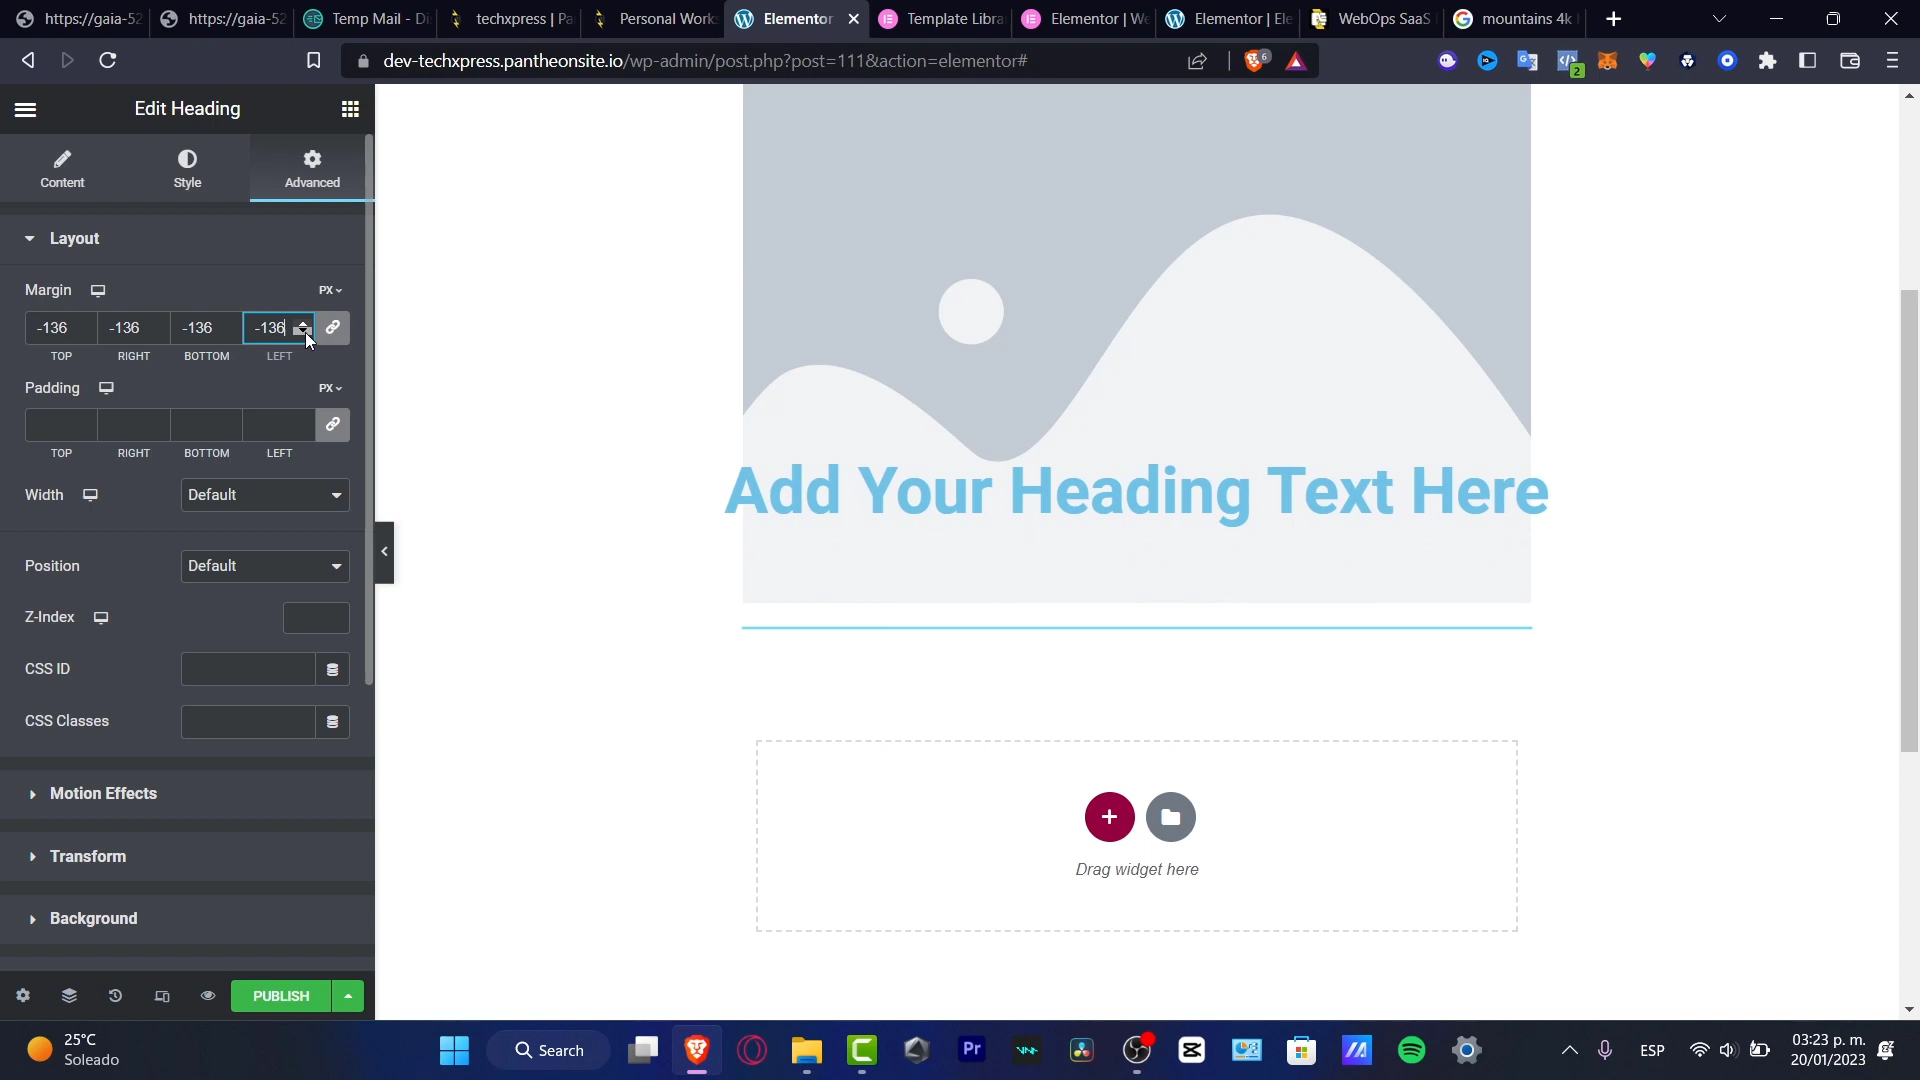 https://gaia-52
https://gaia-52
Temp Mail - Di
techxpress | Pa
Personal Works
Elementor
Template Libra
Elementor | We
Elementor | Ele
WebOps SaaS
mountains 4k
dev-techxpress.pantheonsite.io/wp-admin/post.php?post=111&action=elementor#
6
2
Edit Heading
Content
Style
Advanced
Layout
Margin
PX
-136
-136
-136
-136
TOP
RIGHT
BOTTOM
LEFT
Padding
PX
TOP
RIGHT
BOTTOM
LEFT
Width
Default
Position
Default
Z-Index
CSS ID
CSS Classes
Motion Effects
Transform
Background
PUBLISH
Add Your Heading Text Here
Drag widget here
25°C
Soleado
Search
Pr
ESP
03:23 p. m.
20/01/2023